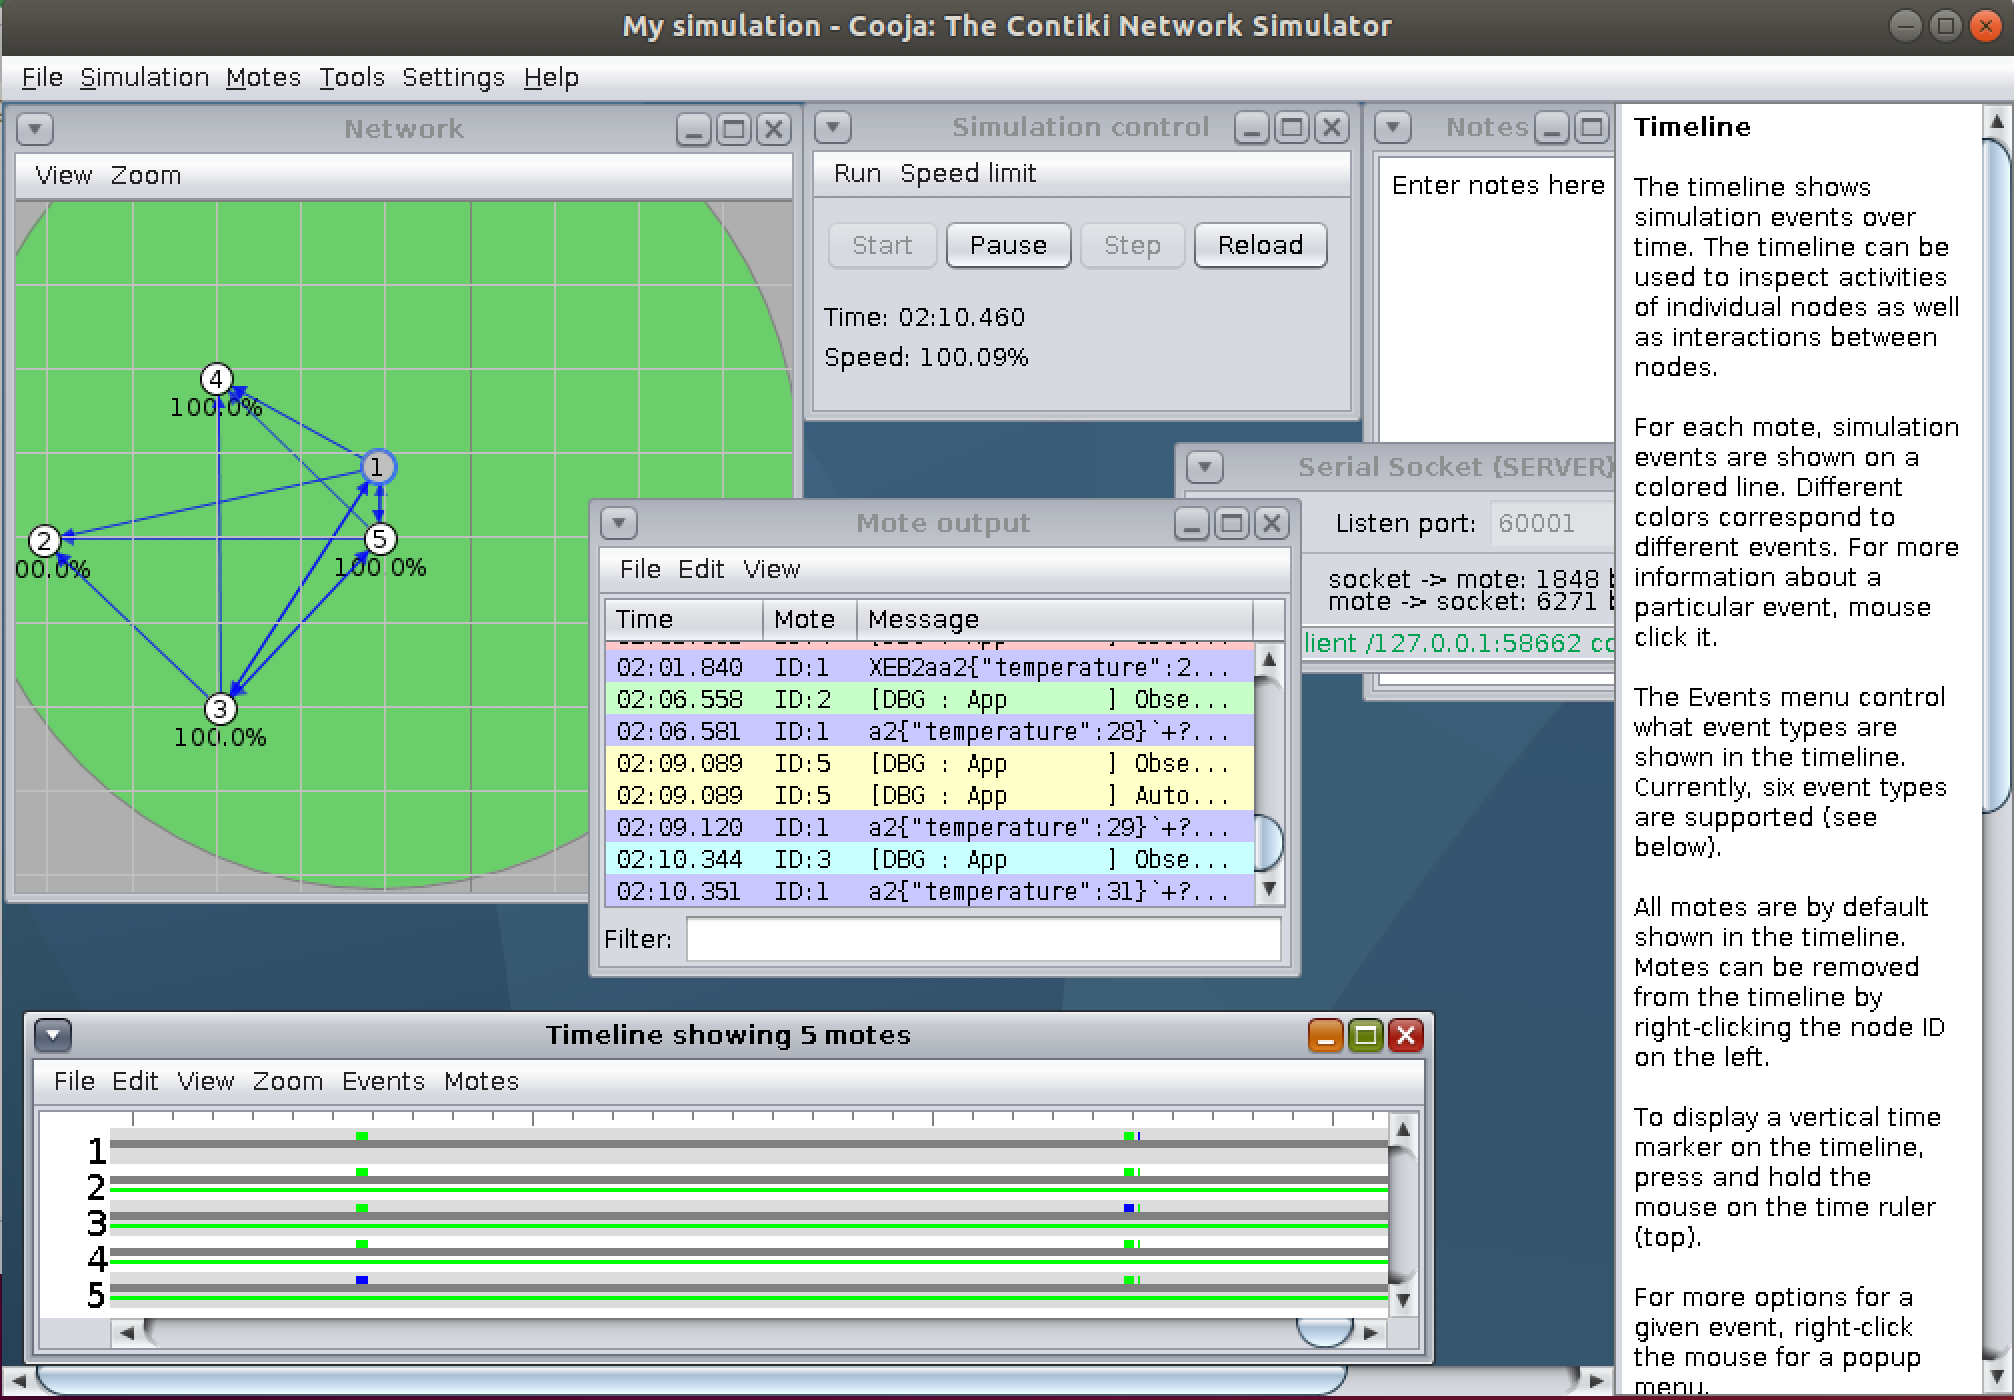 My simulation - Cooja: The Contiki Network Simulator
File Simulation Motes Tools Settings Help
Network
View Zoom
4
100.0%
1
2
00.0%
5
100.0%
3
100.0%
Simulation control
Run Speed limit
Start Pause Step Reload
Time: 02:10.460
Speed: 100.09%
Notes
Enter notes here
Serial Socket (SERVER)
Listen port: 60001
socket -> mote: 1848 b
mote -> socket: 6271 b
lient /127.0.0.1:58662 co
Mote output
File Edit View
Time Mote Message
02:01.840 ID:1 XEB2aa2{"temperature":2...
02:06.558 ID:2 [DBG : App ] Obse...
02:06.581 ID:1 a2{"temperature":28}`+?...
02:09.089 ID:5 [DBG : App ] Obse...
02:09.089 ID:5 [DBG : App ] Auto...
02:09.120 ID:1 a2{"temperature":29}`+?...
02:10.344 ID:3 [DBG : App ] Obse...
02:10.351 ID:1 a2{"temperature":31}`+?...
Filter:
Timeline showing 5 motes
File Edit View Zoom Events Motes
1
2
3
4
5
Timeline
The timeline shows
simulation events over
time. The timeline can be
used to inspect activities
of individual nodes as well
as interactions between
nodes.
For each mote, simulation
events are shown on a
colored line. Different
colors correspond to
different events. For more
information about a
particular event, mouse
click it.
The Events menu control
what event types are
shown in the timeline.
Currently, six event types
are supported (see
below).
All motes are by default
shown in the timeline.
Motes can be removed
from the timeline by
right-clicking the node ID
on the left.
To display a vertical time
marker on the timeline,
press and hold the
mouse on the time ruler
(top).
For more options for a
given event, right-click
the mouse for a popup
menu.